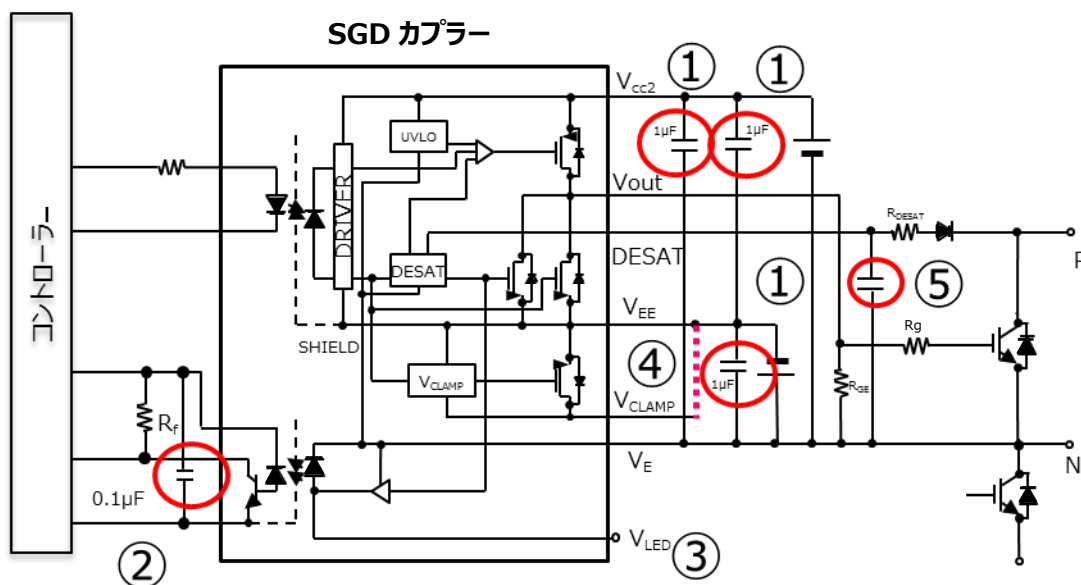 SGD カプラー
コントローラー
Vcc2
①
①
1μF
1μF
UVLO
DRIVER
Vout
RDESAT
DESAT
DESAT
P
⑤
①
VEE
SHIELD
Rg
④
VCLAMP
1μF
RGE
VCLAMP
Rf
VE
N
0.1μF
②
VLED
③